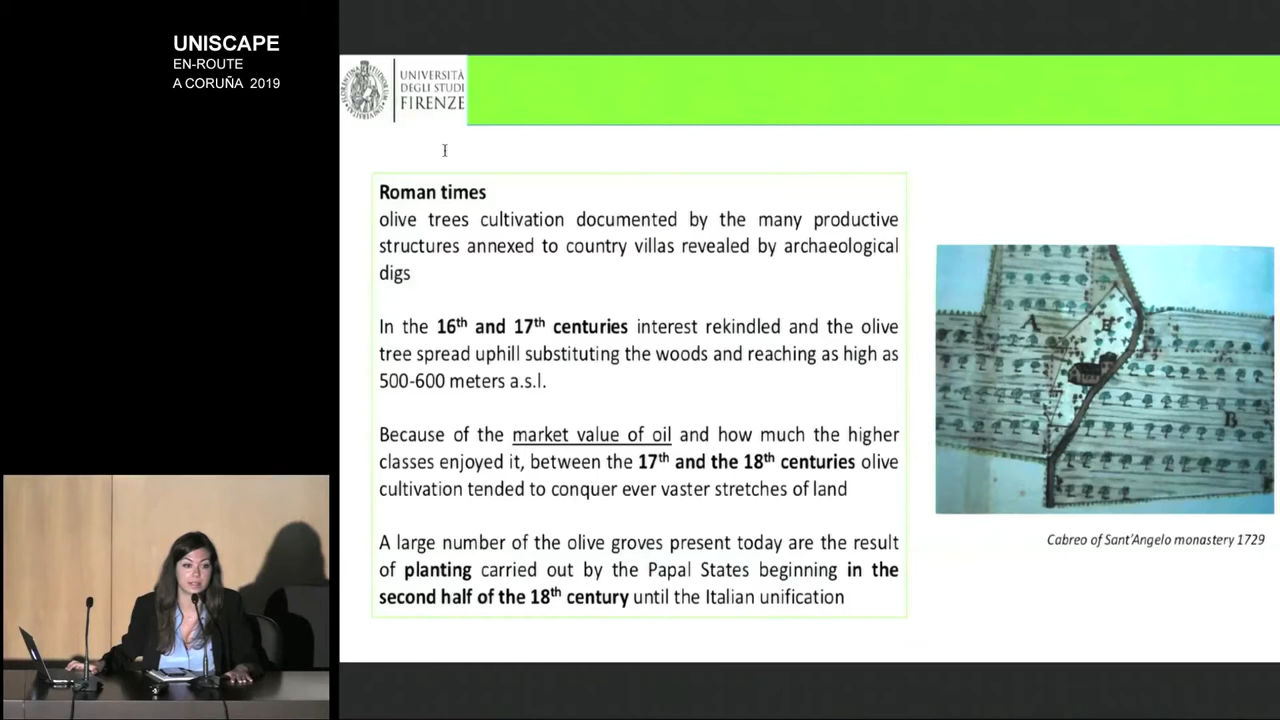 UNISCAPE
EN-ROUTE
A CORUÑA 2019
UNIVERSITÀ
DEGLI STUDI
FIRENZE
Roman times
olive trees cultivation documented by the many productive
structures annexed to country villas revealed by archaeological
digs
In the 16th and 17th centuries interest rekindled and the olive
tree spread uphill substituting the woods and reaching as high as
500-600 meters a.s.l.
Because of the market value of oil and how much the higher
classes enjoyed it, between the 17th and the 18th centuries olive
cultivation tended to conquer ever vaster stretches of land
A large number of the olive groves present today are the result
of planting carried out by the Papal States beginning in the
second half of the 18th century until the Italian unification
A
B
Cabreo of Sant'Angelo monastery 1729